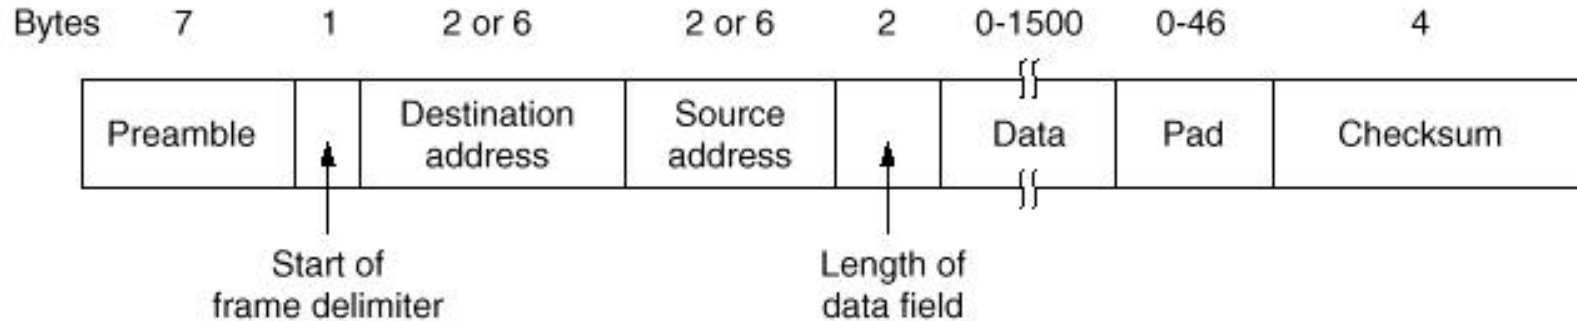 Bytes 7 1 2 or 6 2 or 6 2 0-1500 0-46 4
Preamble
Destination
address
Source
address
Data
Pad
Checksum
Start of
frame delimiter
Length of
data field